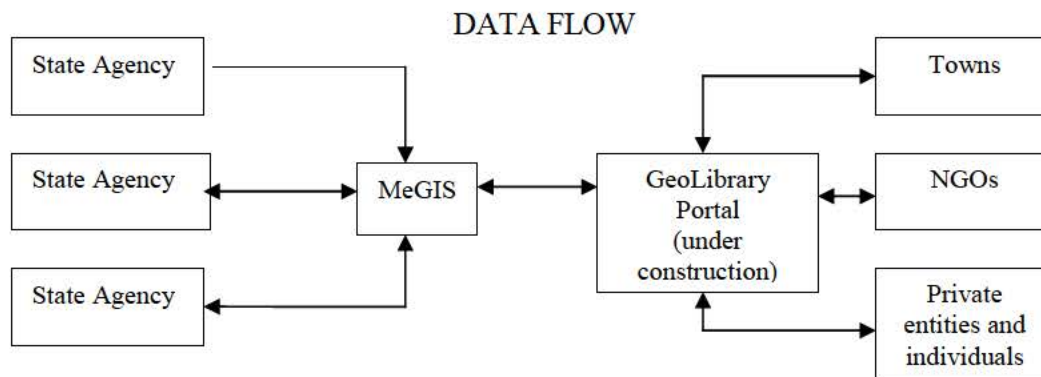 DATA FLOW
State Agency
State Agency
State Agency
MeGIS
GeoLibrary
Portal
(under
construction)
Towns
NGOs
Private
entities and
individuals